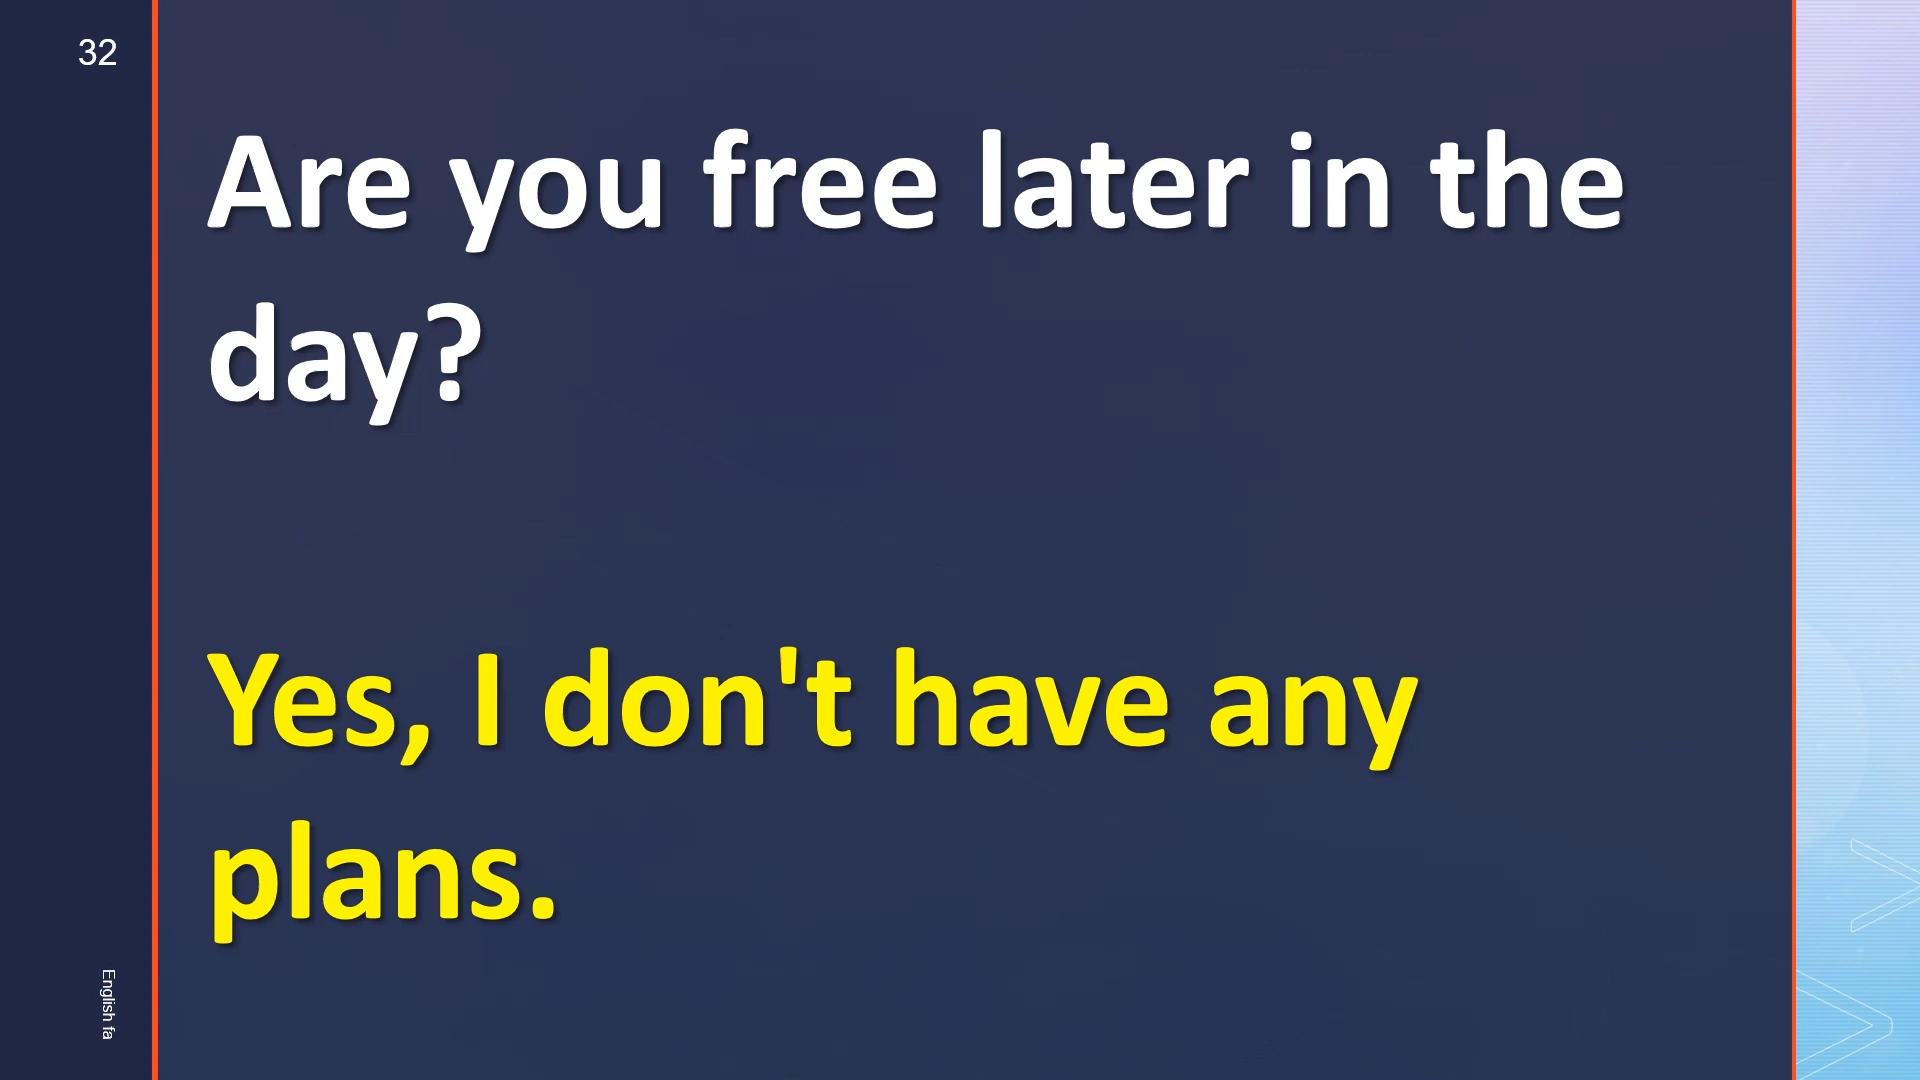 32
Are you free later in the
day?
Yes, I don't have any
plans.
English fa